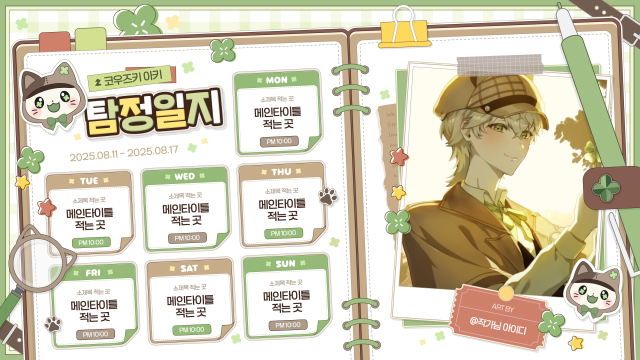 코우즈키 아키
탐정일지
2025.08.11 - 2025.08.17
MON
소제목 적는 곳
메인타이틀
적는 곳
PM 10:00
TUE
소제목 적는 곳
메인타이틀
적는 곳
PM 10:00
WED
소제목 적는 곳
메인타이틀
적는 곳
PM 10:00
THU
소제목 적는 곳
메인타이틀
적는 곳
PM 10:00
FRI
소제목 적는 곳
메인타이틀
적는 곳
PM 10:00
SAT
소제목 적는 곳
메인타이틀
적는 곳
PM 10:00
SUN
소제목 적는 곳
메인타이틀
적는 곳
PM 10:00
ART BY
@작가님 아이디